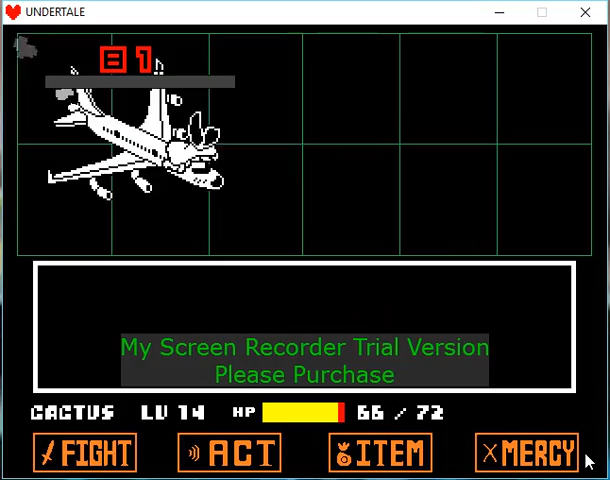 UNDERTALE
81
My Screen Recorder Trial Version
Please Purchase
CACTUS LV 14 HP 66 / 72
FIGHT ACT ITEM MERCY